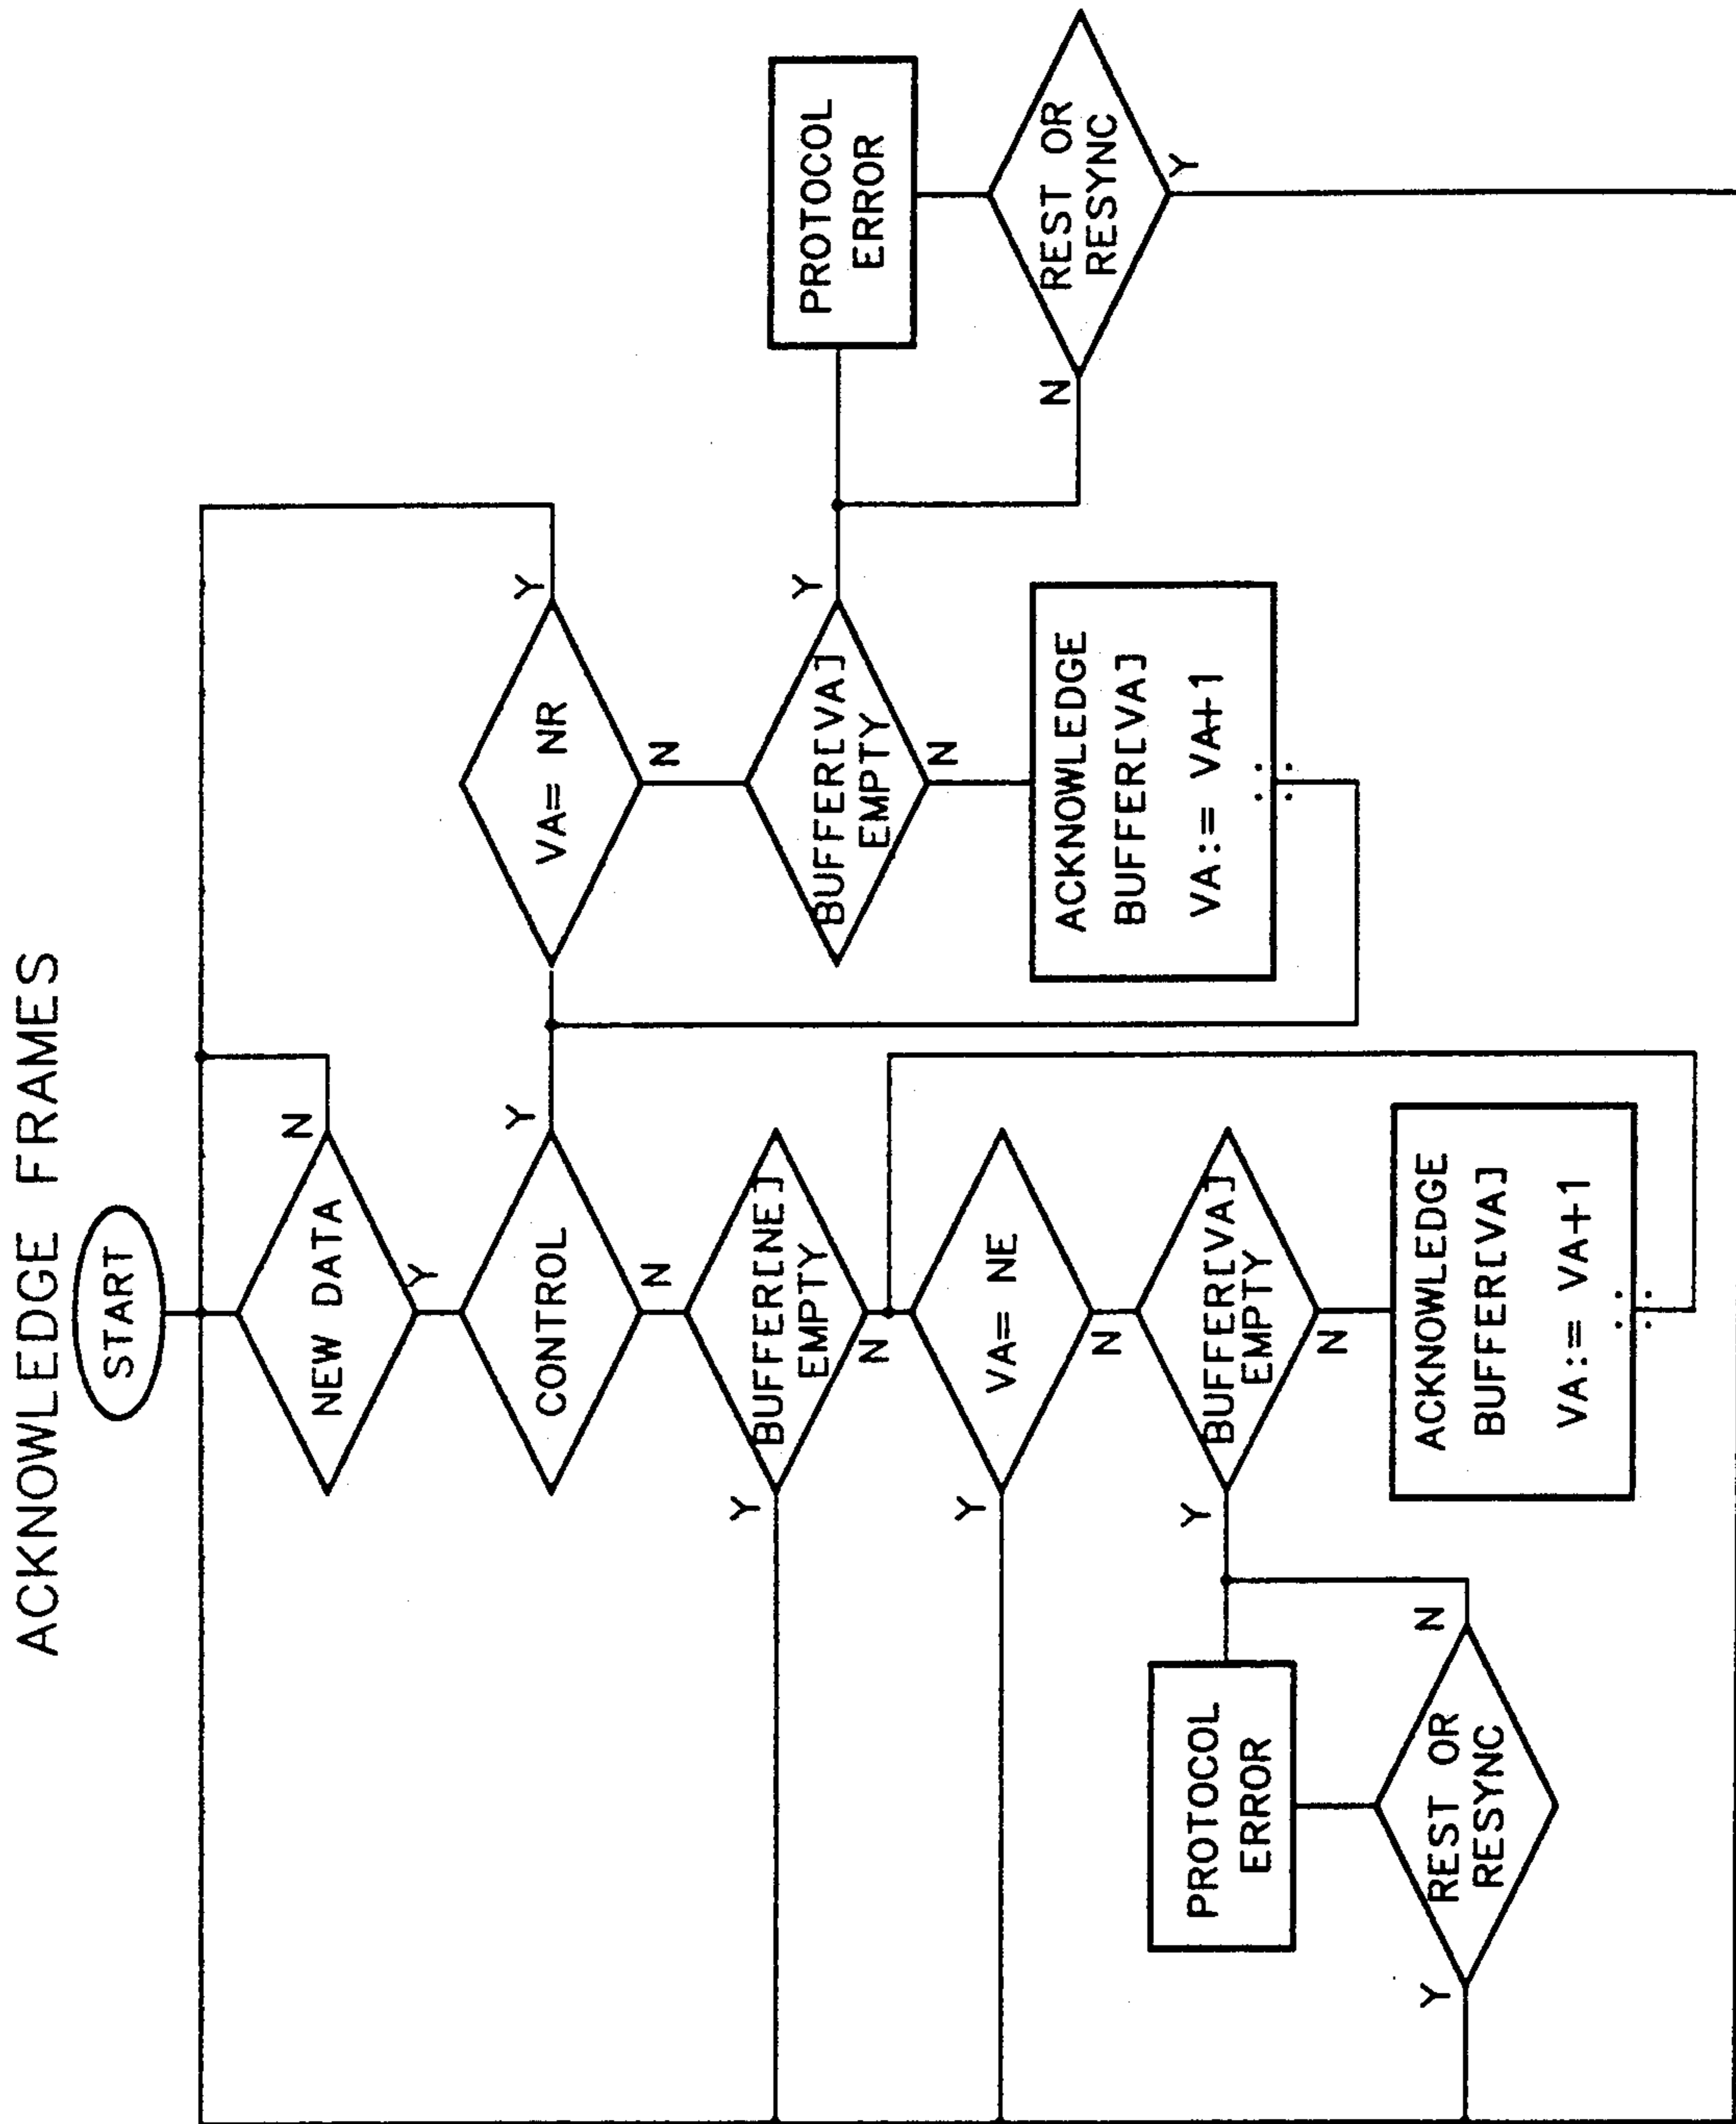 ACKNOWLEDGE FRAMES
START
NEW DATA
N
Y
CONTROL
Y
N
BUFFER[NE]
EMPTY
Y
N
VA= NE
Y
N
BUFFER[VA]
EMPTY
Y
N
ACKNOWLEDGE
BUFFER[VA]
VA:= VA+1
PROTOCOL
ERROR
REST OR
RESYNC
N
Y
VA= NR
Y
N
BUFFER[VA]
EMPTY
Y
N
ACKNOWLEDGE
BUFFER[VA]
VA:= VA+1
PROTOCOL
ERROR
REST OR
RESYNC
N
Y